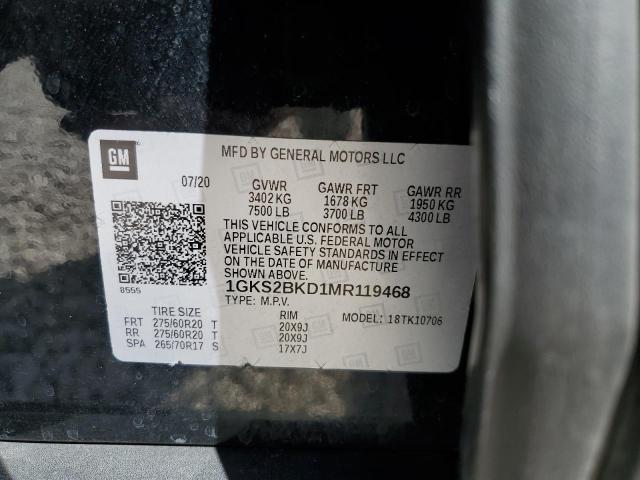 GM
MFD BY GENERAL MOTORS LLC
07/20 GVWR GAWR FRT GAWR RR
3402 KG 1678 KG 1950 KG
7500 LB 3700 LB 4300 LB
THIS VEHICLE CONFORMS TO ALL
APPLICABLE U.S. FEDERAL MOTOR
VEHICLE SAFETY STANDARDS IN EFFECT
ON THE DATE OF MANUFACTURE
SHOWN ABOVE.
8555
1GKS2BKD1MR119468
TYPE: M.P.V. MODEL: 18TK10706
TIRE SIZE RIM
FRT 275/60R20 T 20X9J
RR 275/60R20 T 20X9J
SPA 265/70R17 S 17X7J